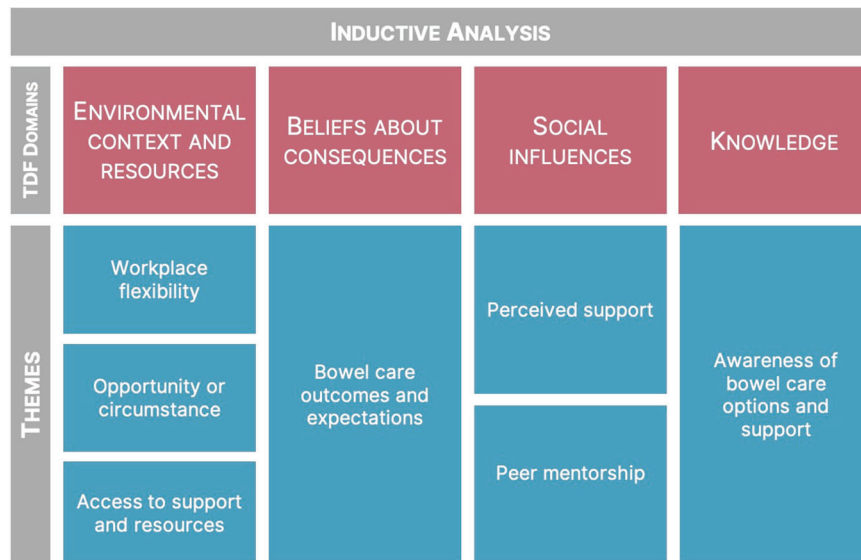 INDUCTIVE ANALYSIS
TDF DOMAINS
ENVIRONMENTAL
CONTEXT AND
RESOURCES
BELIEFS ABOUT
CONSEQUENCES
SOCIAL
INFLUENCES
KNOWLEDGE
THEMES
Workplace
flexibility
Opportunity or
circumstance
Access to support
and resources
Bowel care
outcomes and
expectations
Perceived support
Peer mentorship
Awareness of
bowel care
options and
support